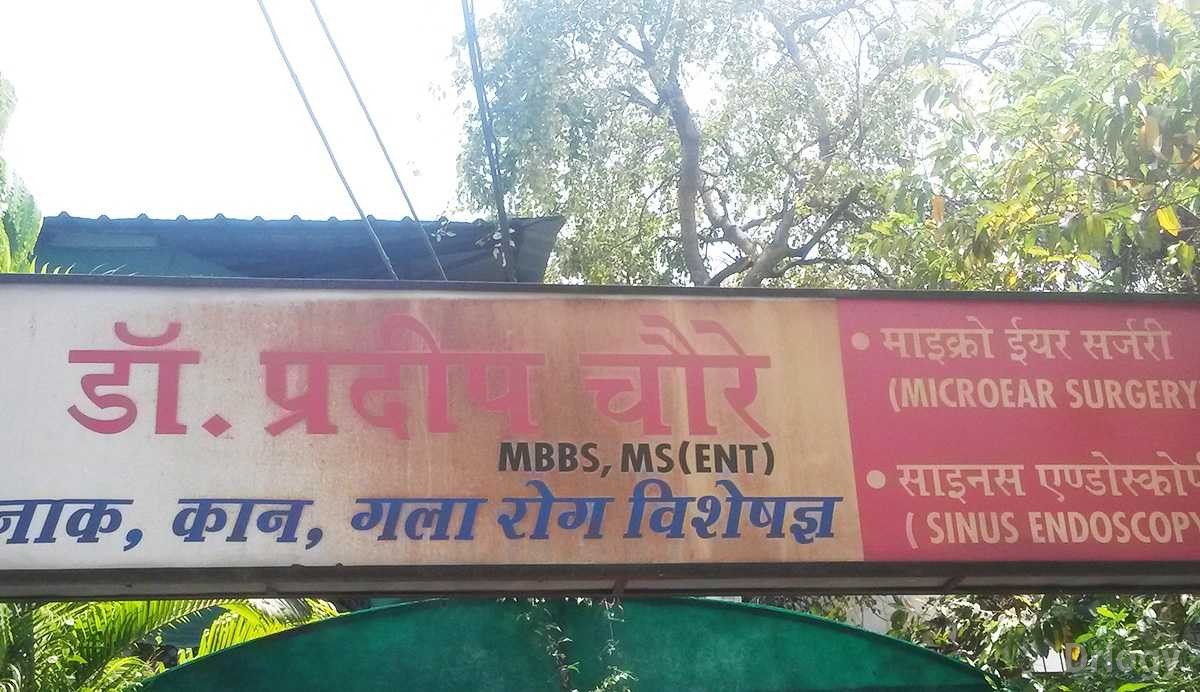 डॉ. प्रदीप चौरे
MBBS, MS(ENT)
नाक, कान, गला रोग विशेषज्ञ
• माइक्रो ईयर सर्जरी
(MICROEAR SURGERY
• साइनस एण्डोस्कोपी
( SINUS ENDOSCOPY